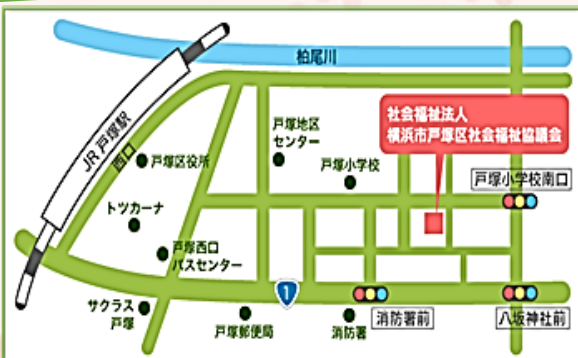 柏尾川
JR戸塚駅
西口
戸塚区役所
戸塚地区
センター
戸塚小学校
社会福祉法人
横浜市戸塚区社会福祉協議会
戸塚小学校南口
トツカーナ
戸塚西口
バスセンター
サクラス
戸塚
戸塚郵便局
1
消防署
消防署前
八坂神社前